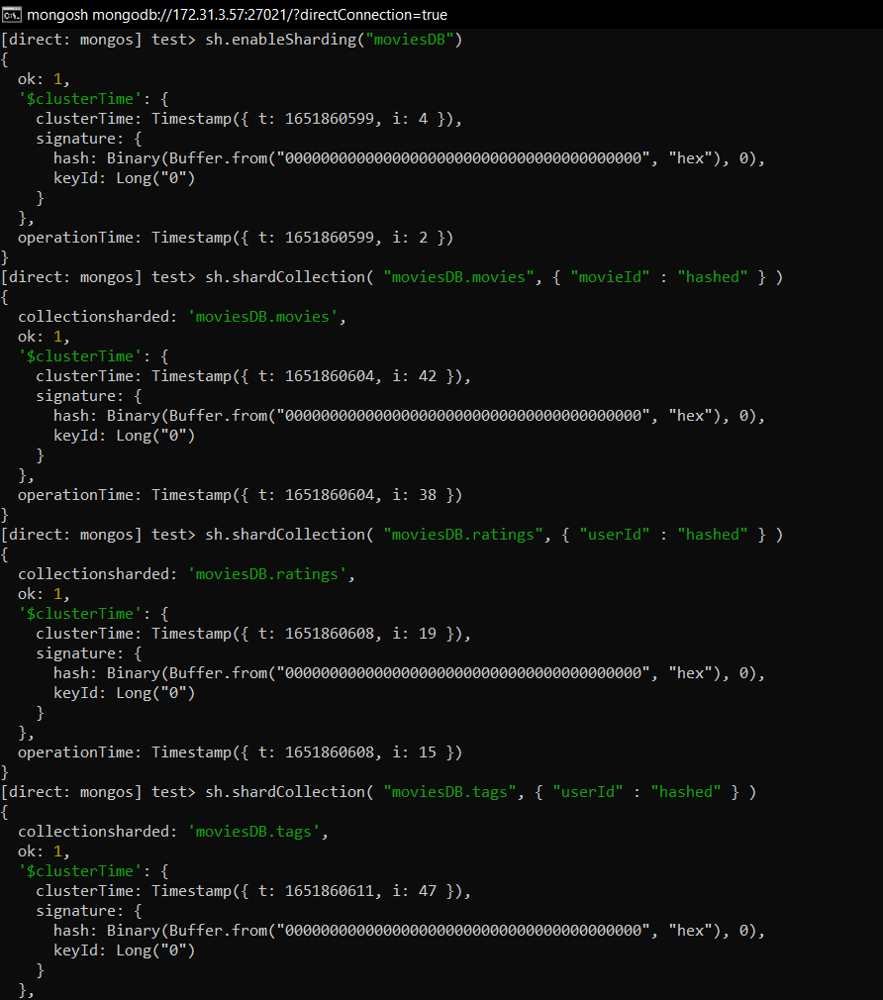 mongosh mongodb://172.31.3.57:27021/?directConnection=true
[direct: mongos] test> sh.enableSharding("moviesDB")
{
  ok: 1,
  '$clusterTime': {
    clusterTime: Timestamp({ t: 1651860599, i: 4 }),
    signature: {
      hash: Binary(Buffer.from("0000000000000000000000000000000000000000", "hex"), 0),
      keyId: Long("0")
    }
  },
  operationTime: Timestamp({ t: 1651860599, i: 2 })
}
[direct: mongos] test> sh.shardCollection( "moviesDB.movies", { "movieId" : "hashed" } )
{
  collectionsharded: 'moviesDB.movies',
  ok: 1,
  '$clusterTime': {
    clusterTime: Timestamp({ t: 1651860604, i: 42 }),
    signature: {
      hash: Binary(Buffer.from("0000000000000000000000000000000000000000", "hex"), 0),
      keyId: Long("0")
    }
  },
  operationTime: Timestamp({ t: 1651860604, i: 38 })
}
[direct: mongos] test> sh.shardCollection( "moviesDB.ratings", { "userId" : "hashed" } )
{
  collectionsharded: 'moviesDB.ratings',
  ok: 1,
  '$clusterTime': {
    clusterTime: Timestamp({ t: 1651860608, i: 19 }),
    signature: {
      hash: Binary(Buffer.from("0000000000000000000000000000000000000000", "hex"), 0),
      keyId: Long("0")
    }
  },
  operationTime: Timestamp({ t: 1651860608, i: 15 })
}
[direct: mongos] test> sh.shardCollection( "moviesDB.tags", { "userId" : "hashed" } )
{
  collectionsharded: 'moviesDB.tags',
  ok: 1,
  '$clusterTime': {
    clusterTime: Timestamp({ t: 1651860611, i: 47 }),
    signature: {
      hash: Binary(Buffer.from("0000000000000000000000000000000000000000", "hex"), 0),
      keyId: Long("0")
    }
  },